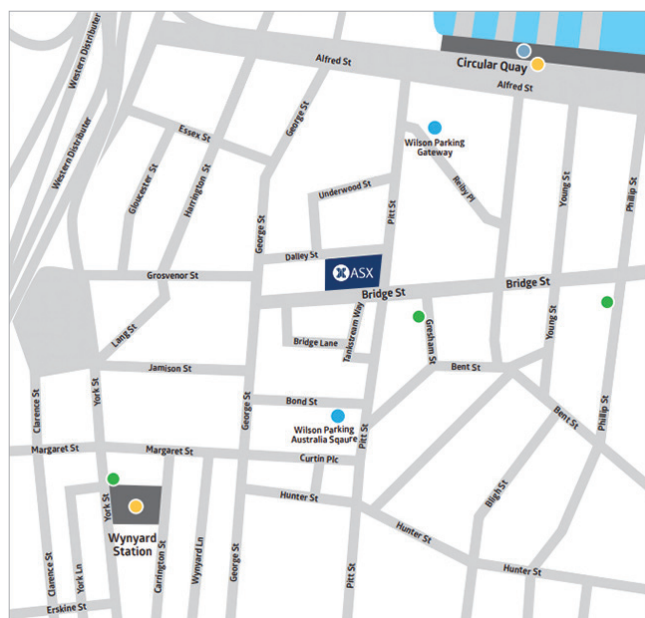 Western Distributer
Western Distributer
Alfred St
Circular Quay
Alfred St
George St
Essex St
Gloucester St
Harrington St
Wilson Parking
Gateway
Reiby Pl
Young St
Phillip St
Underwood St
Pitt St
George St
Dalley St
ASX
Grosvenor St
Bridge St
Bridge St
Lang St
Bridge Lane
Tankstream Way
Gresham St
Young St
Jamison St
Bent St
Clarence St
York St
George St
Bond St
Wilson Parking
Australia Sqaure
Pitt St
Bent St
Phillip St
Margaret St
Margaret St
Curtin Plc
Hunter St
Bligh St
York St
Wynyard
Station
Hunter St
Hunter St
Clarence St
York Ln
Carrington St
Wynyard Ln
George St
Pitt St
Erskine St